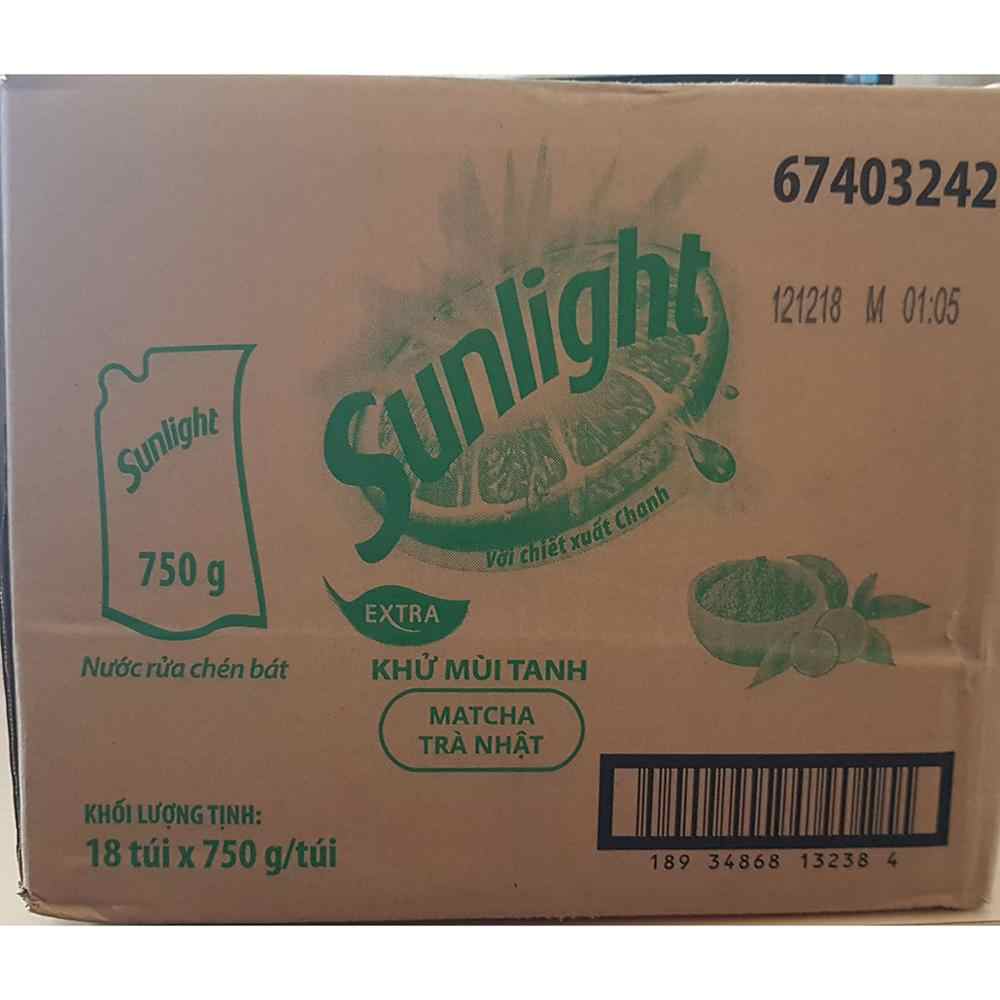 67403242
121218 M 01:05
Sunlight
Với chiết xuất Chanh
Sunlight
750 g
Nước rửa chén bát
EXTRA
KHỬ MÙI TANH
MATCHA
TRÀ NHẬT
KHỐI LƯỢNG TỊNH:
18 túi x 750 g/túi
189 34868 13238 4